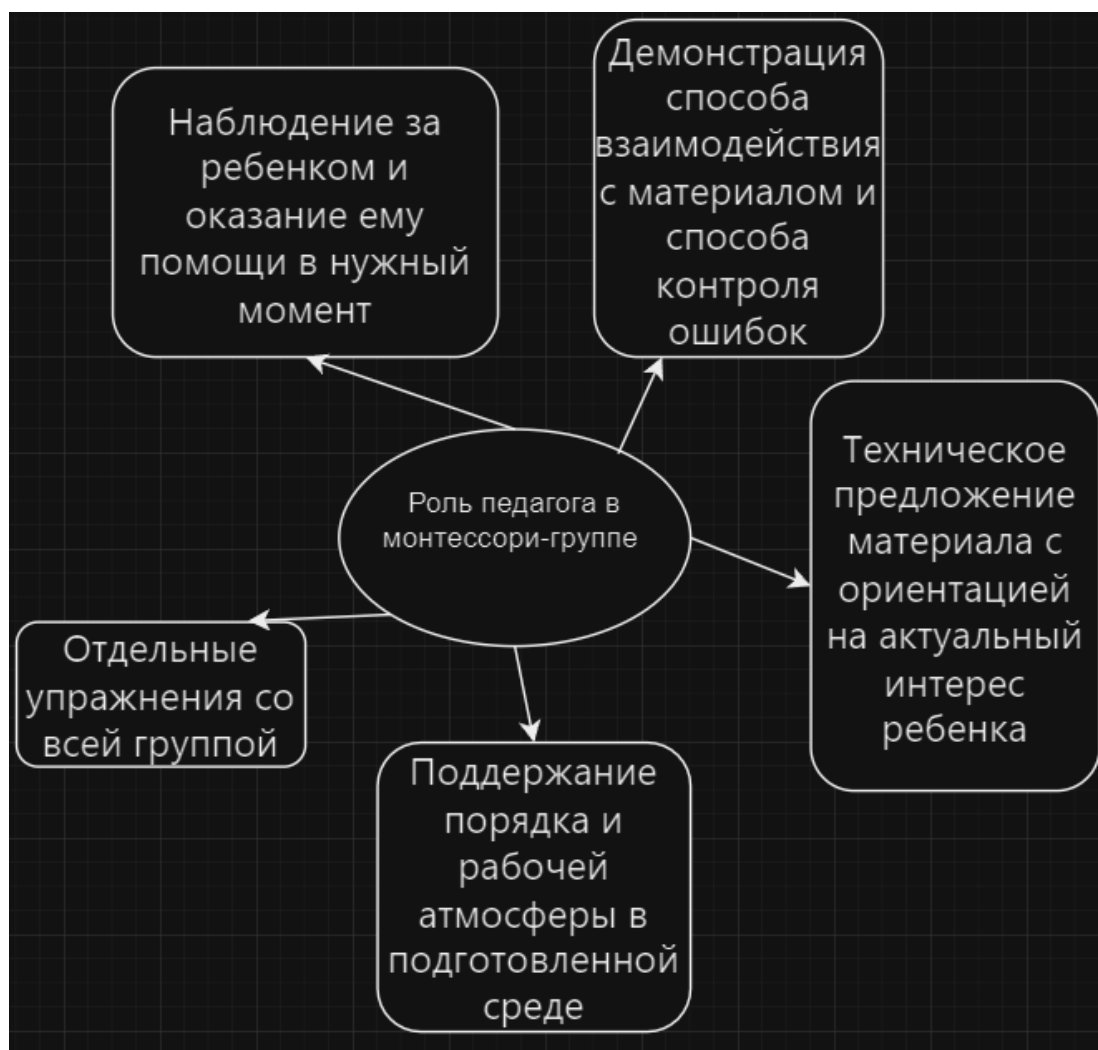 Наблюдение за
ребенком и
оказание ему
помощи в нужный
момент
Демонстрация
способа
взаимодействия
с материалом и
способа
контроля
ошибок
Роль педагога в
монтессори-группе
Техническое
предложение
материала с
ориентацией
на актуальный
интерес
ребенка
Отдельные
упражнения со
всей группой
Поддержание
порядка и
рабочей
атмосферы в
подготовленной
среде